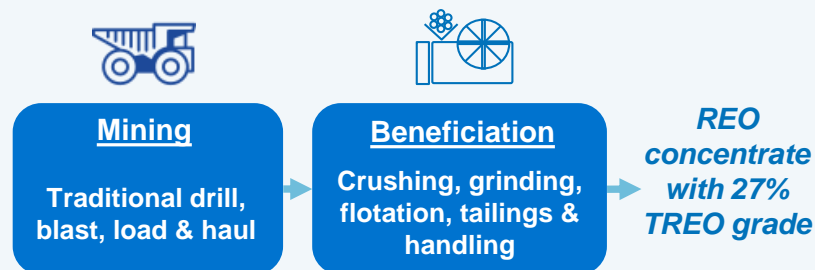 Mining
Traditional drill,
blast, load & haul
Beneficiation
Crushing, grinding,
flotation, tailings &
handling
REO
concentrate
with 27%
TREO grade